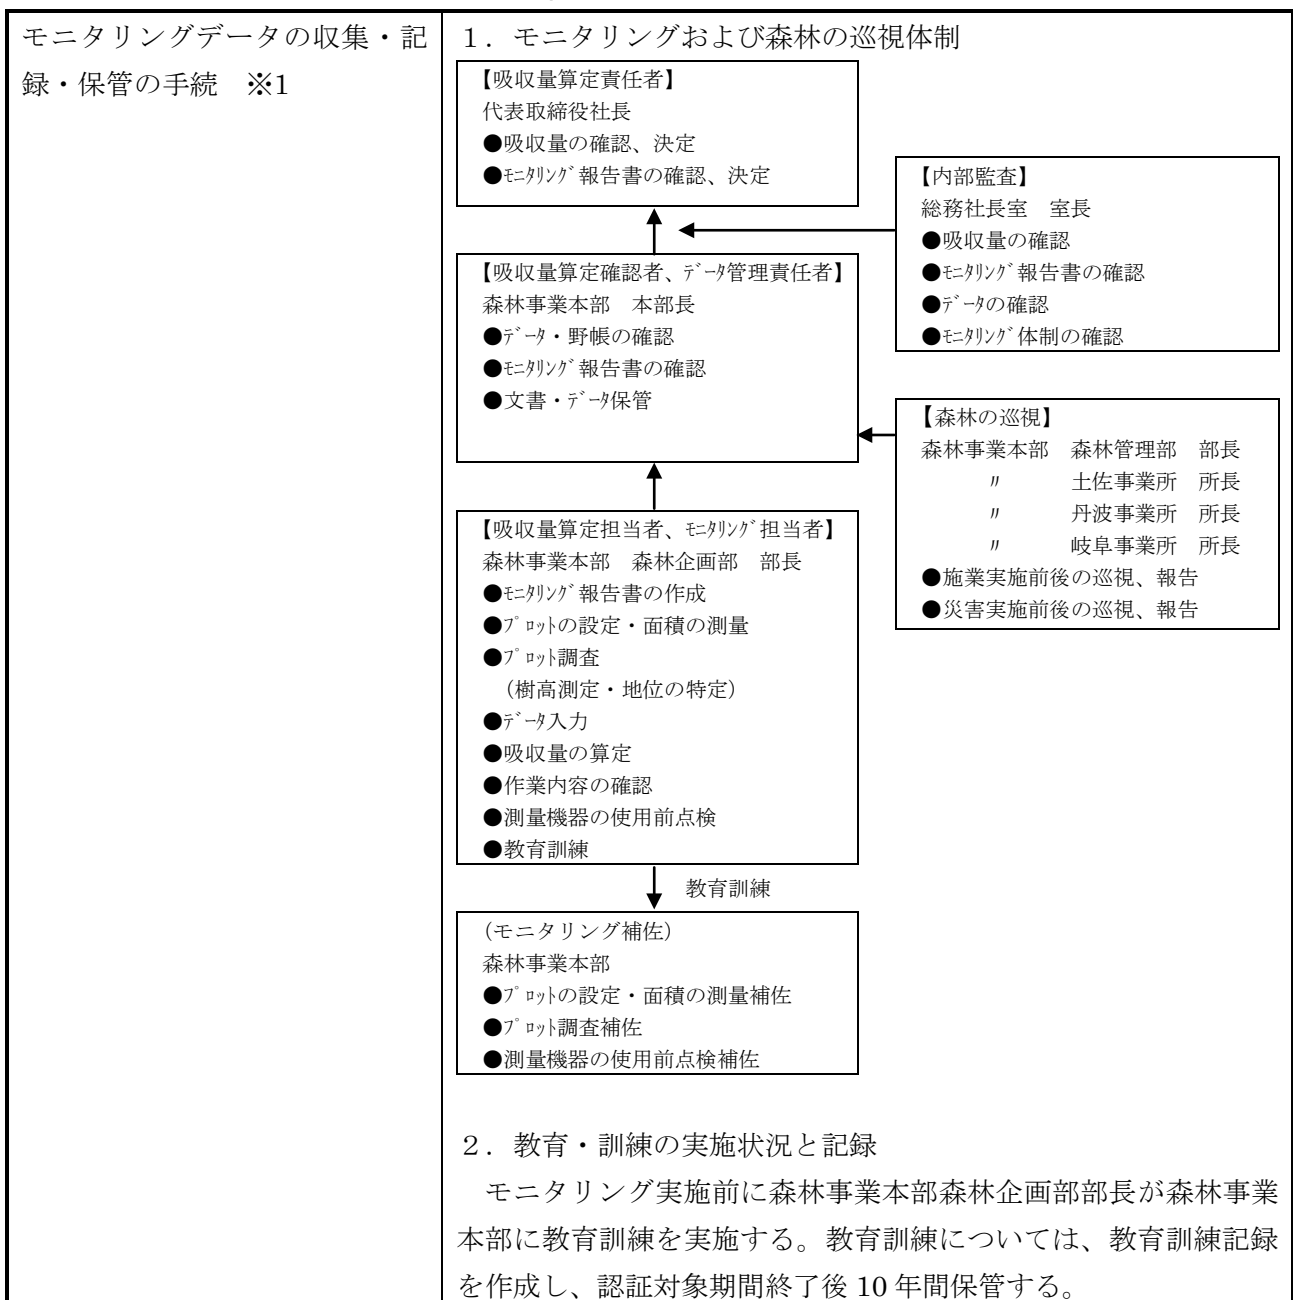 モニタリングデータの収集・記
録・保管の手続　※1
１．モニタリングおよび森林の巡視体制
【吸収量算定責任者】
代表取締役社長
●吸収量の確認、決定
●ﾓﾆﾀﾘﾝｸﾞ報告書の確認、決定
【内部監査】
総務社長室　室長
●吸収量の確認
●ﾓﾆﾀﾘﾝｸﾞ報告書の確認
●ﾃﾞｰﾀの確認
●ﾓﾆﾀﾘﾝｸﾞ体制の確認
【吸収量算定確認者、ﾃﾞｰﾀ管理責任者】
森林事業本部　本部長
●ﾃﾞｰﾀ・野帳の確認
●ﾓﾆﾀﾘﾝｸﾞ報告書の確認
●文書・ﾃﾞｰﾀ保管
【森林の巡視】
森林事業本部　森林管理部　部長
〃　土佐事業所　所長
〃　丹波事業所　所長
〃　岐阜事業所　所長
●施業実施前後の巡視、報告
●災害実施前後の巡視、報告
【吸収量算定担当者、ﾓﾆﾀﾘﾝｸﾞ担当者】
森林事業本部　森林企画部　部長
●ﾓﾆﾀﾘﾝｸﾞ報告書の作成
●ﾌﾟﾛｯﾄの設定・面積の測量
●ﾌﾟﾛｯﾄ調査
（樹高測定・地位の特定）
●ﾃﾞｰﾀ入力
●吸収量の算定
●作業内容の確認
●測量機器の使用前点検
●教育訓練
教育訓練
（モニタリング補佐）
森林事業本部
●ﾌﾟﾛｯﾄの設定・面積の測量補佐
●ﾌﾟﾛｯﾄ調査補佐
●測量機器の使用前点検補佐
２．教育・訓練の実施状況と記録
モニタリング実施前に森林事業本部森林企画部部長が森林事業
本部に教育訓練を実施する。教育訓練については、教育訓練記録
を作成し、認証対象期間終了後 10 年間保管する。